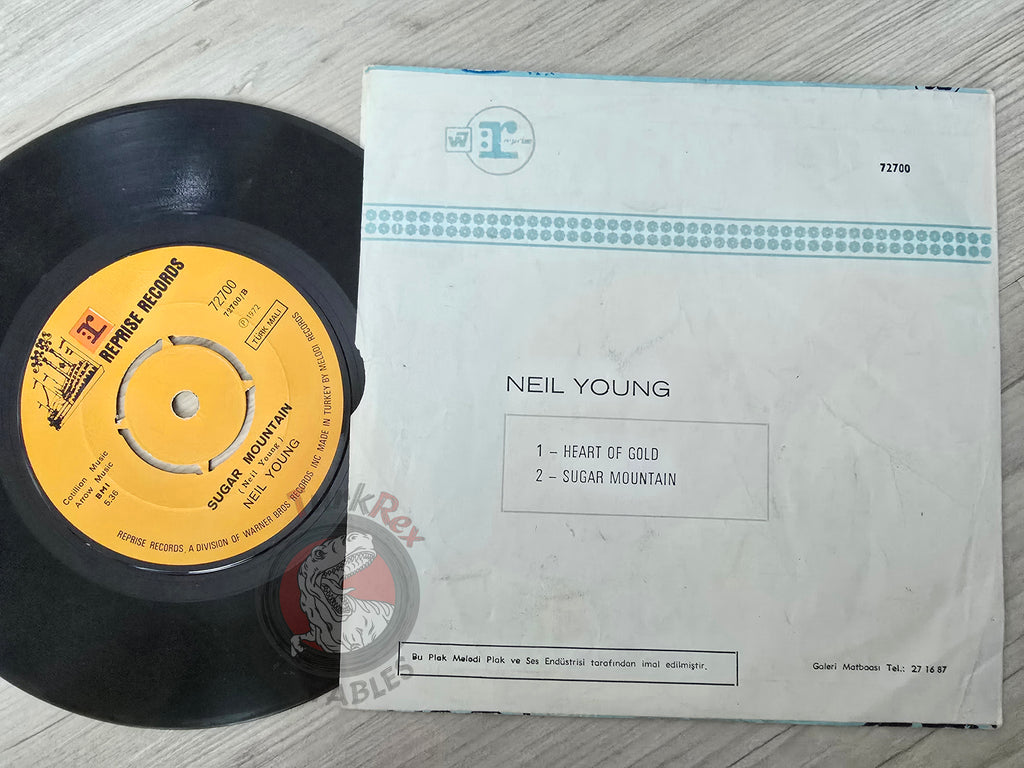 REPRISE RECORDS
r:
72700
72700/B
Ⓟ1972
TÜRK MALI
Cotillion Music
Arrow Music
BMI
5.36
SUGAR MOUNTAIN
( Neil Young )
NEIL YOUNG
REPRISE RECORDS, A DIVISION OF WARNER BROS RECORDS INC MADE IN TURKEY BY MELODI RECORDS
W
r:
reprise
72700
NEIL YOUNG
1 – HEART OF GOLD
2 – SUGAR MOUNTAIN
Bu Plak Melodi Plak ve Ses Endüstrisi tarafından imal edilmiştir.
Galeri Matbaası Tel.: 27 16 87